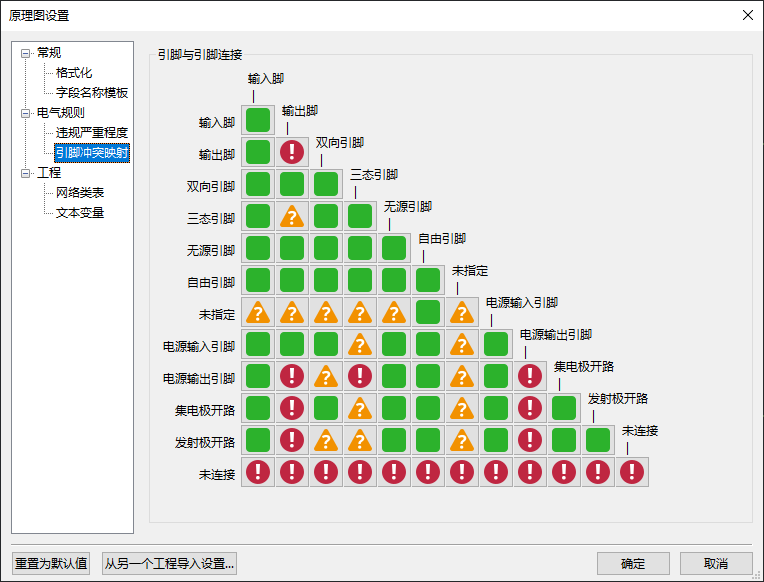 原理图设置
常规
格式化
字段名称模板
电气规则
违规严重程度
引脚冲突映射
工程
网络类表
文本变量
引脚与引脚连接
输入脚
输出脚
双向引脚
三态引脚
无源引脚
自由引脚
未指定
电源输入引脚
电源输出引脚
集电极开路
发射极开路
未连接
输入脚
输出脚
双向引脚
三态引脚
无源引脚
自由引脚
未指定
电源输入引脚
电源输出引脚
集电极开路
发射极开路
未连接
重置为默认值
从另一个工程导入设置...
确定
取消